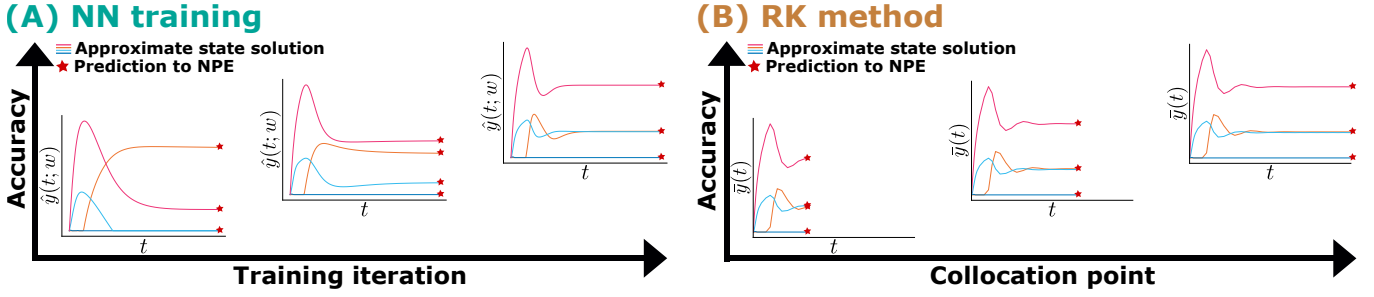 (A) NN training
Approximate state solution
Prediction to NPE
Accuracy
ŷ(t; w)
t
ŷ(t; w)
t
ŷ(t; w)
t
Training iteration
(B) RK method
Approximate state solution
Prediction to NPE
Accuracy
ȳ(t)
t
ȳ(t)
t
ȳ(t)
t
Collocation point